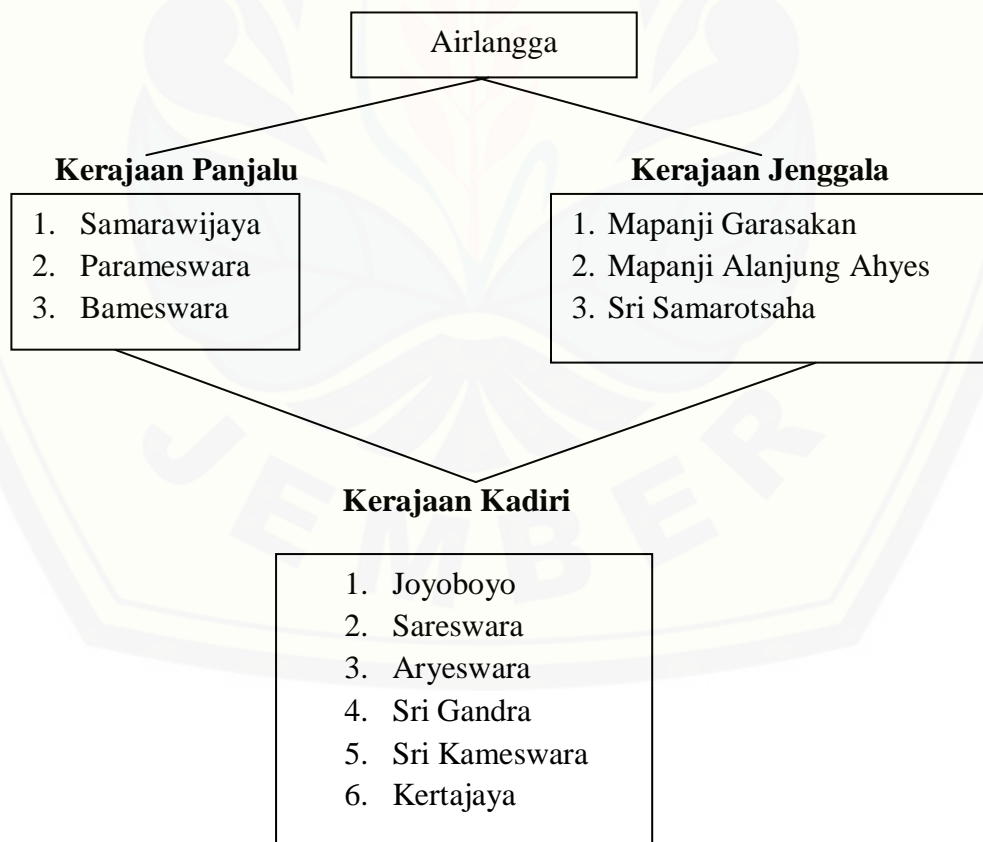 Airlangga
Kerajaan Panjalu
1. Samarawijaya
2. Parameswara
3. Bameswara
Kerajaan Jenggala
1. Mapanji Garasakan
2. Mapanji Alanjung Ahyes
3. Sri Samarotsaha
JEMBER
Kerajaan Kadiri
1. Joyoboyo
2. Sareswara
3. Aryeswara
4. Sri Gandra
5. Sri Kameswara
6. Kertajaya